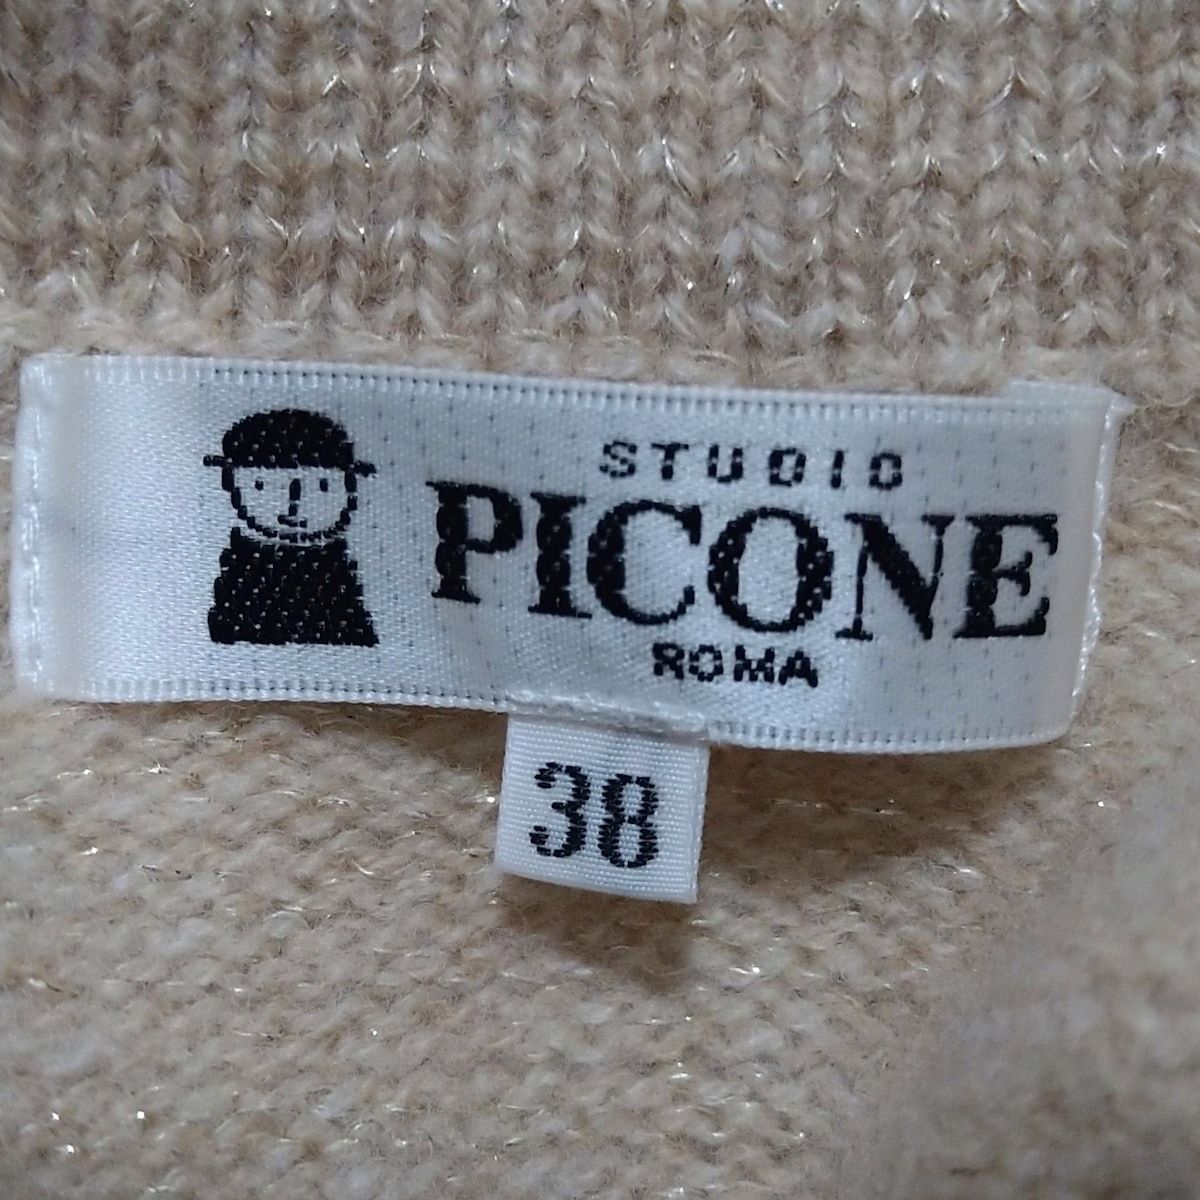 STUDIO
PICONE
ROMA
38